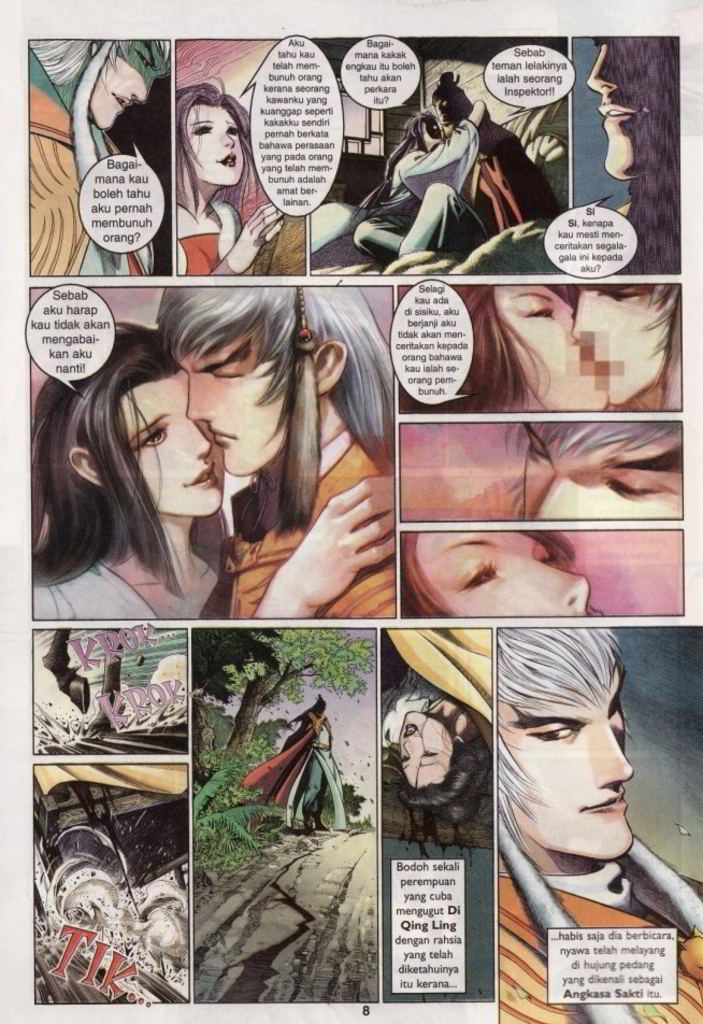 Bagai-
mana kau
boleh tahu
aku pernah
membunuh
orang?
Aku
tahu kau
telah mem-
bunuh orang
kerana seorang
kawanku yang
kuanggap seperti
kakakku sendiri
pernah berkata
bahawa perasaan
yang pada orang
yang telah mem-
bunuh adalah
amat ber-
lainan.
Bagai-
mana kakak
engkau itu boleh
tahu akan
perkara
itu?
Sebab
teman lelakinya
ialah seorang
Inspektor!!
Si
Si, kenapa
kau mesti men-
ceritakan segala-
gala ini kepada
aku?
Sebab
aku harap
kau tidak akan
mengabai-
kan aku
nanti!
Selagi
kau ada
di sisiku, aku
berjanji aku
tidak akan men-
ceritakan kepada
orang bahawa
kau ialah se-
orang pem-
bunuh.
KROK...
KROK
TIK...
Bodoh sekali
perempuan
yang cuba
mengugut Di
Qing Ling
dengan rahsia
yang telah
diketahuinya
itu kerana...
...habis saja dia berbicara,
nyawa telah melayang
di hujung pedang
yang dikenali sebagai
Angkasa Sakti itu.
8